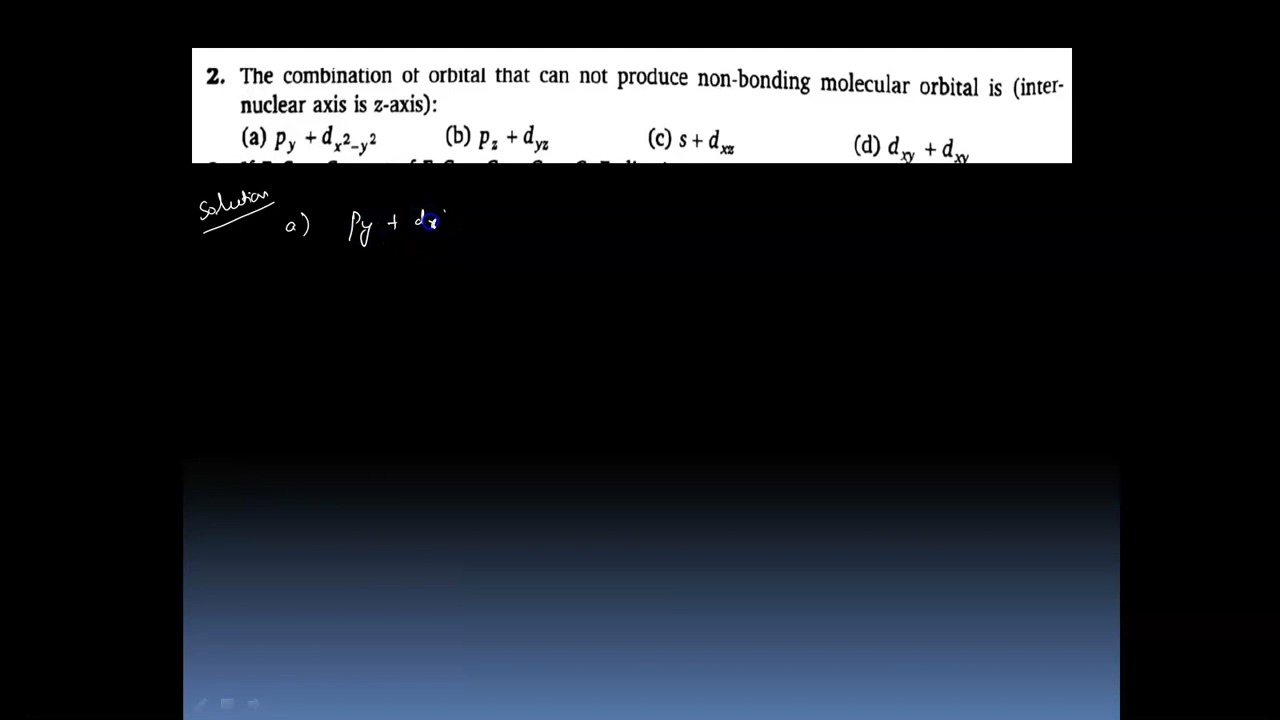 2. The combination of orbital that can not produce non-bonding molecular orbital is (inter-
nuclear axis is z-axis):
(a) p_y + d_{x²-y²} (b) p_z + d_{yz} (c) s + d_{xz} (d) d_{xy} + d_{xy}
Solution
a) Py + dx